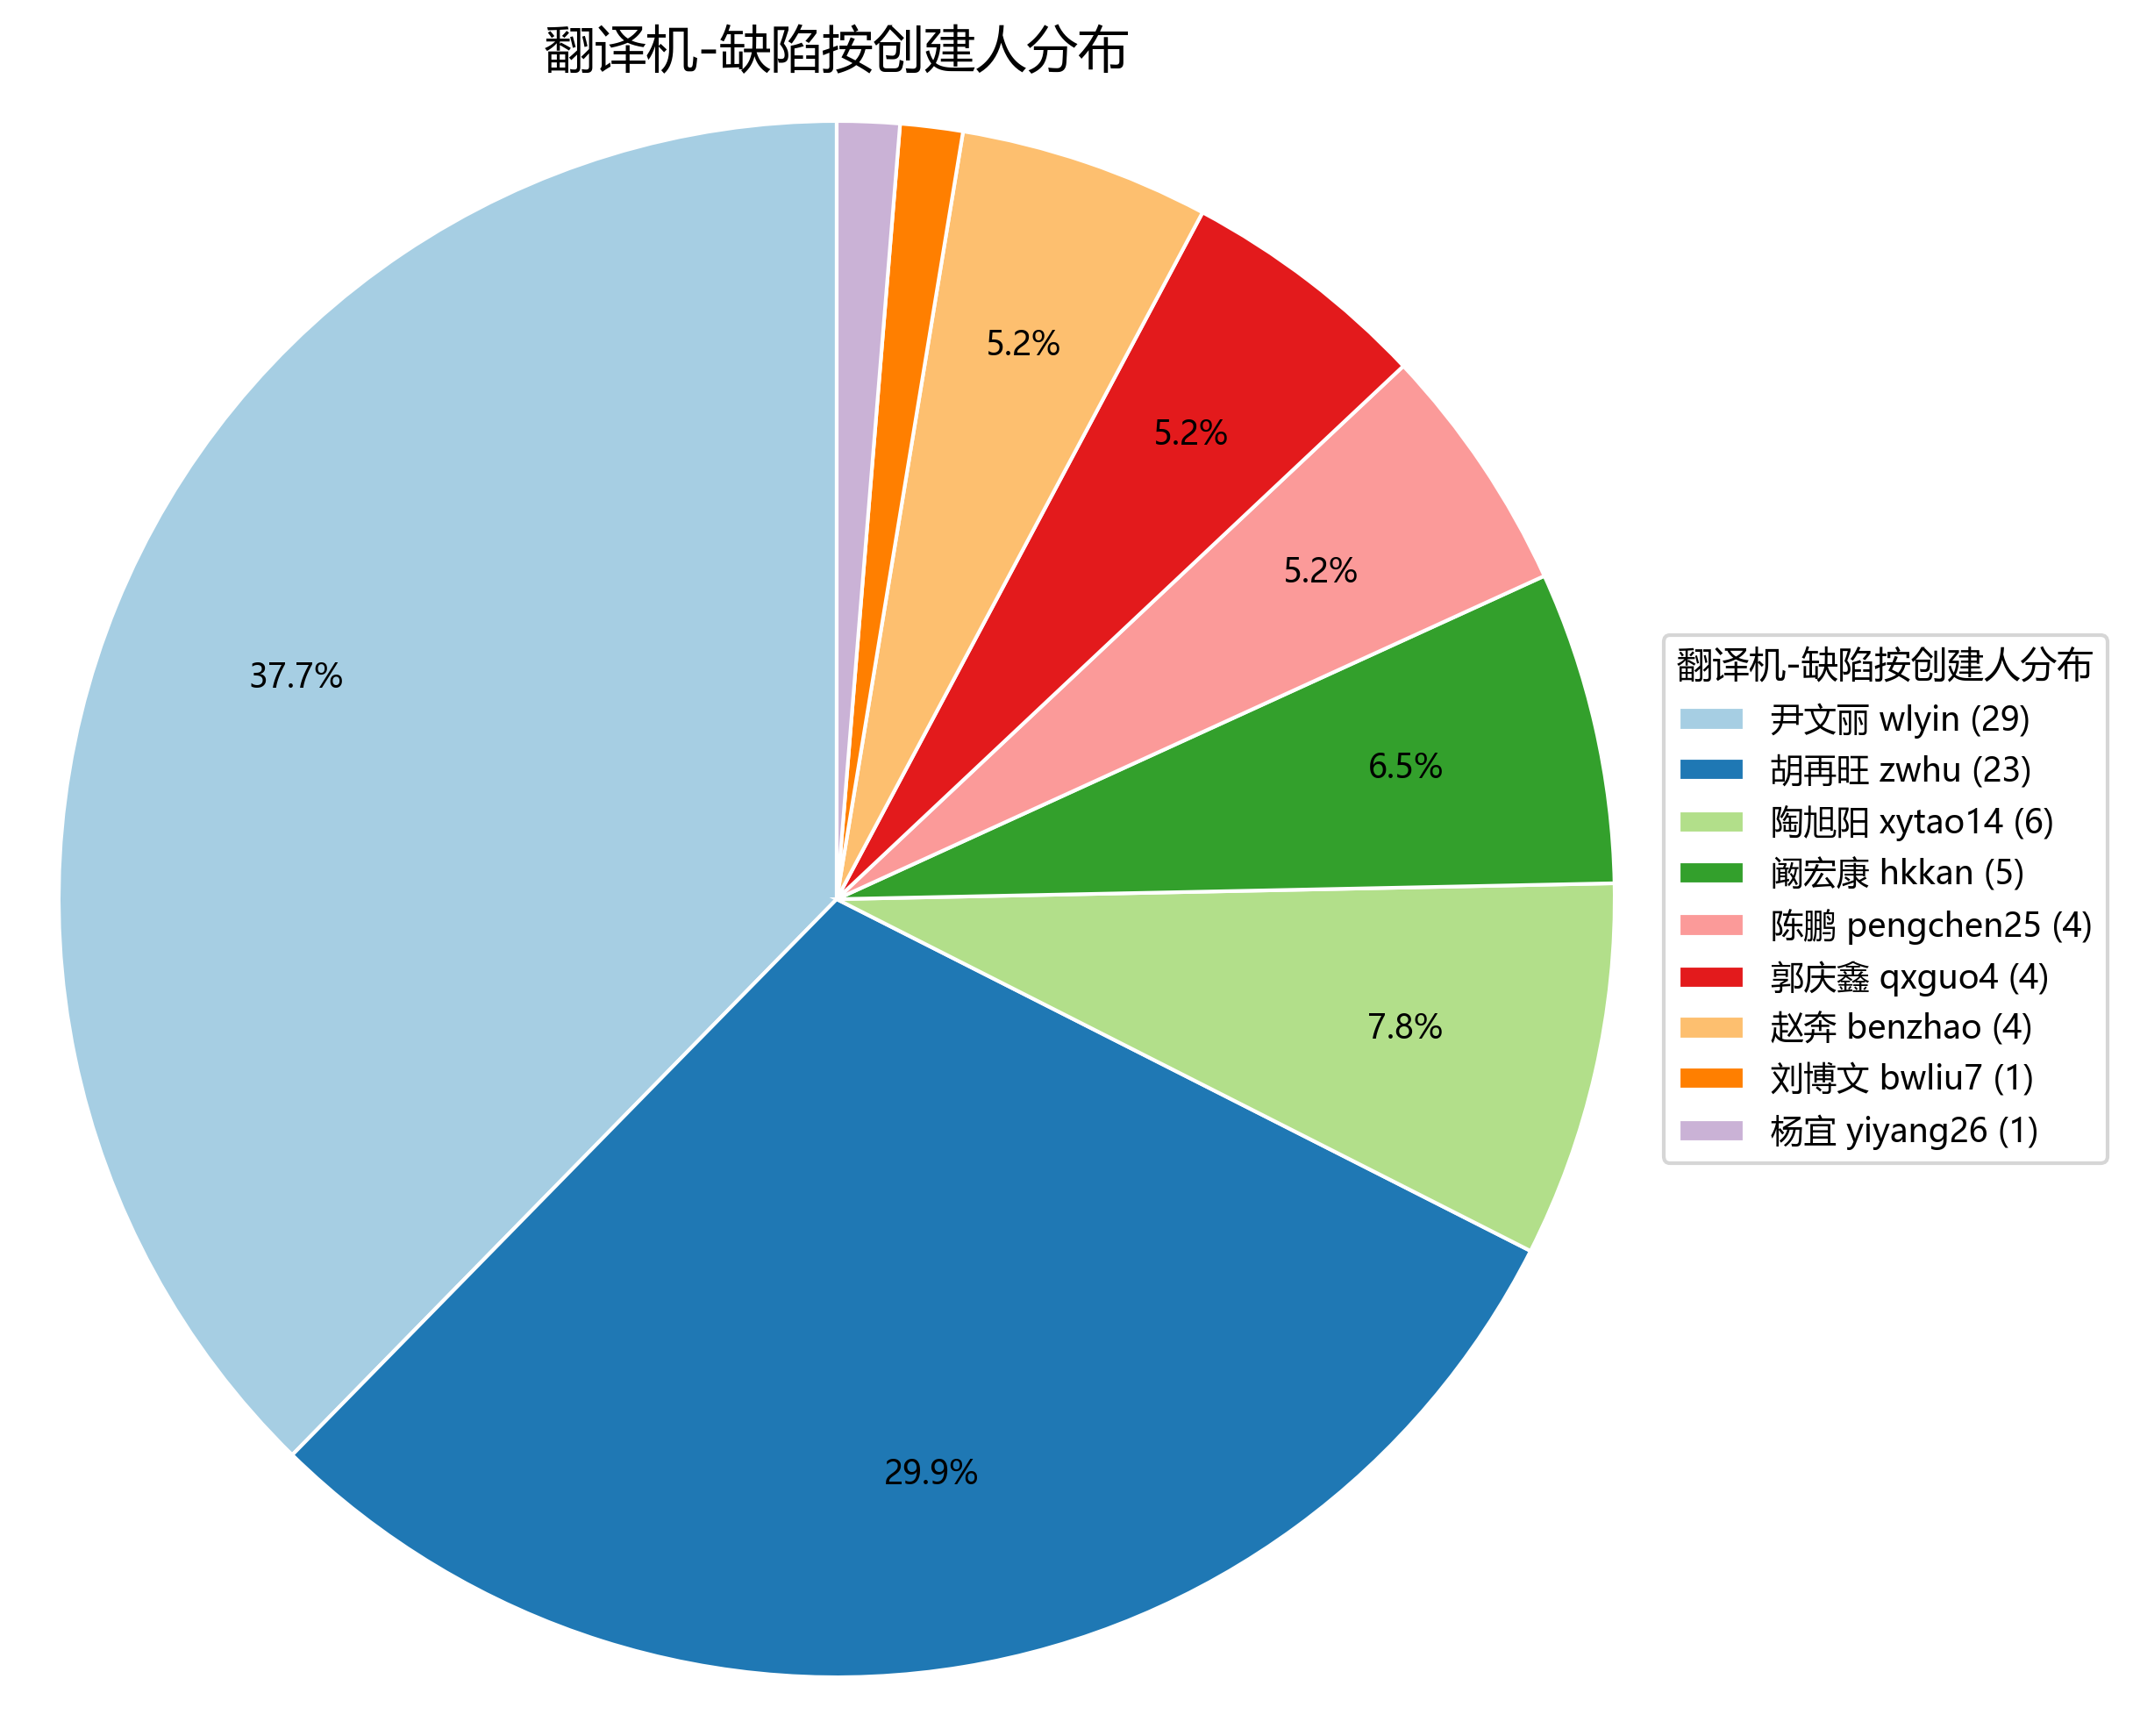 翻译机-缺陷按创建人分布
5.2%
5.2%
5.2%
37.7%
6.5%
7.8%
29.9%
翻译机-缺陷按创建人分布
尹文丽 wlyin (29)
胡再旺 zwhu (23)
陶旭阳 xytao14 (6)
阚宏康 hkkan (5)
陈鹏 pengchen25 (4)
郭庆鑫 qxguo4 (4)
赵奔 benzhao (4)
刘博文 bwliu7 (1)
杨宜 yiyang26 (1)